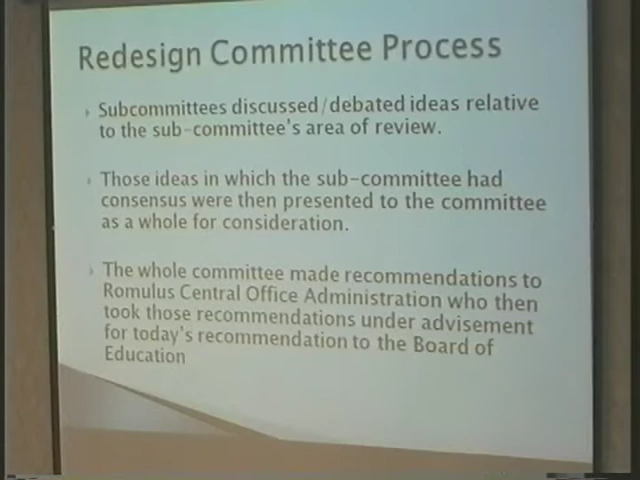 Redesign Committee Process
Subcommittees discussed/debated ideas relative
to the sub-committee's area of review.
Those ideas in which the sub-committee had
consensus were then presented to the committee
as a whole for consideration.
The whole committee made recommendations to
Romulus Central Office Administration who then
took those recommendations under advisement
for today's recommendation to the Board of
Education